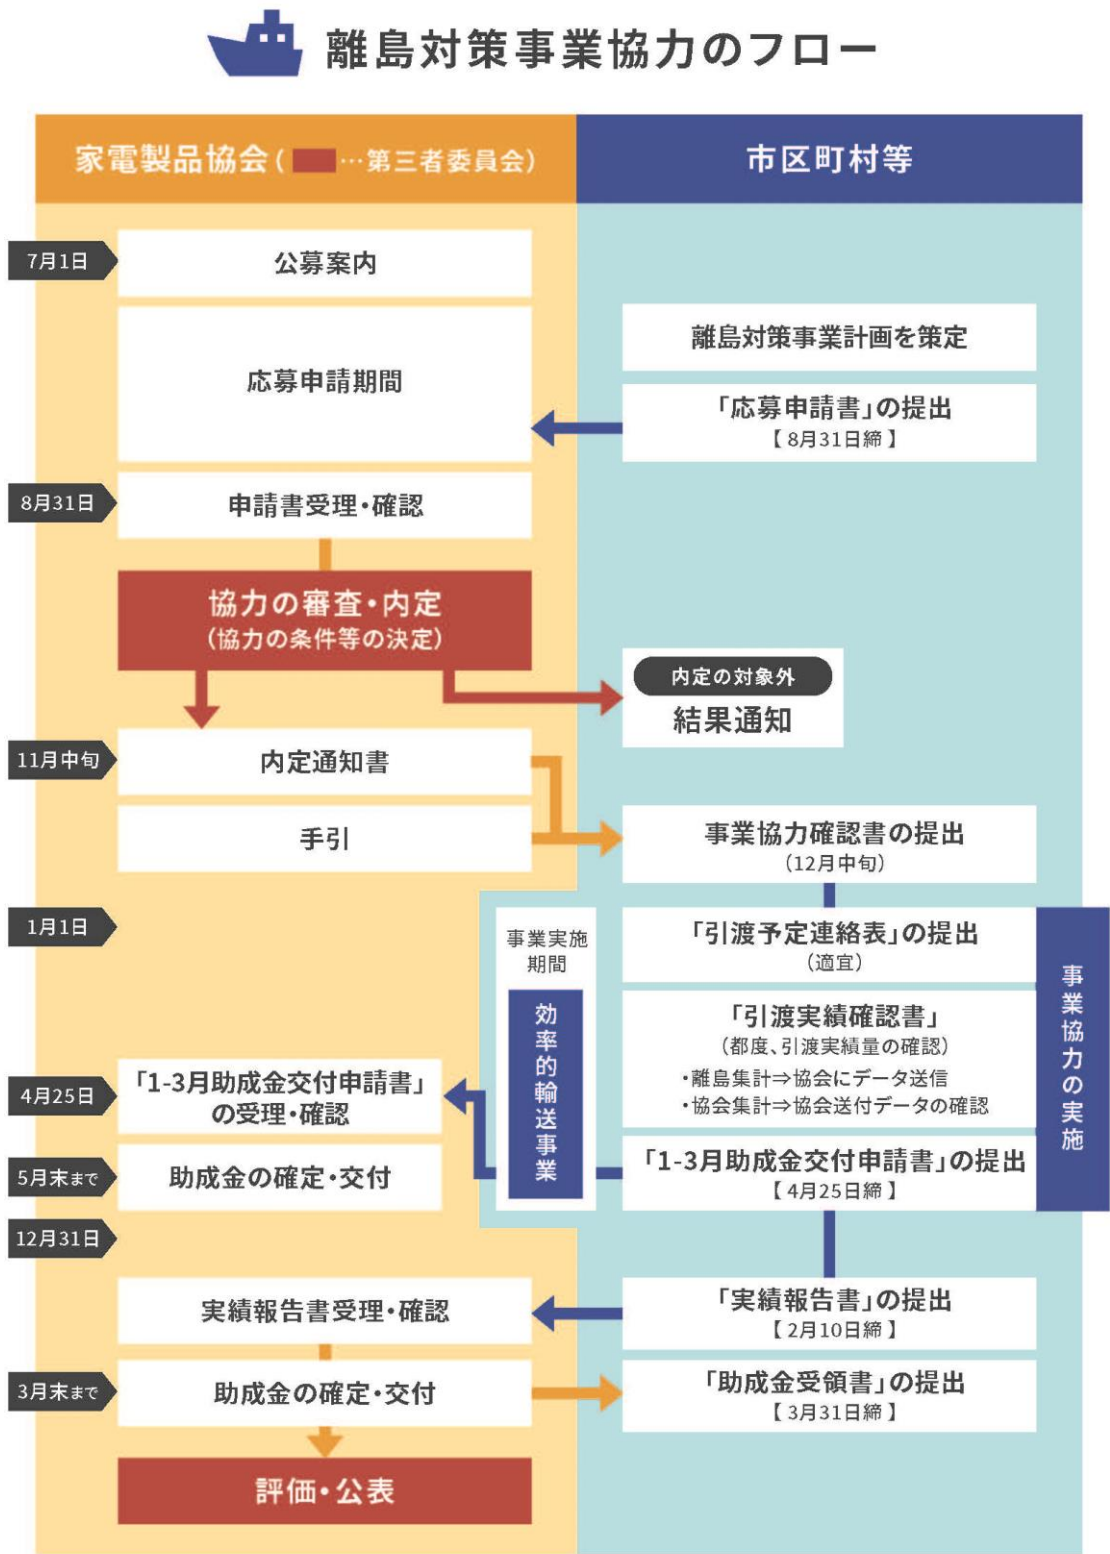 離島対策事業協力のフロー
家電製品協会(　…第三者委員会)
市区町村等
7月1日
公募案内
応募申請期間
離島対策事業計画を策定
「応募申請書」の提出
【 8月31日締 】
8月31日
申請書受理・確認
協力の審査・内定
(協力の条件等の決定)
内定の対象外
結果通知
11月中旬
内定通知書
手引
事業協力確認書の提出
(12月中旬)
1月1日
事業実施
期間
効率的輸送事業
「引渡予定連絡表」の提出
(適宜)
「引渡実績確認書」
(都度、引渡実績量の確認)
・離島集計⇒協会にデータ送信
・協会集計⇒協会送付データの確認
事業協力の実施
4月25日
「1-3月助成金交付申請書」
の受理・確認
「1-3月助成金交付申請書」の提出
【 4月25日締 】
5月末まで
助成金の確定・交付
12月31日
実績報告書受理・確認
「実績報告書」の提出
【 2月10日締 】
3月末まで
助成金の確定・交付
「助成金受領書」の提出
【 3月31日締 】
評価・公表